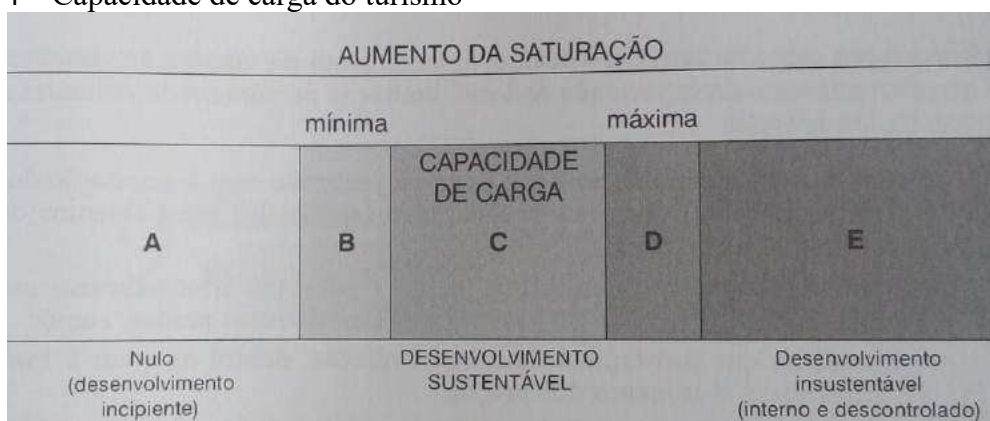 Capacidade de carga do turismo
AUMENTO DA SATURAÇÃO
mínima
máxima
CAPACIDADE
DE CARGA
A
B
C
D
E
Nulo
(desenvolvimento
incipiente)
DESENVOLVIMENTO
SUSTENTÁVEL
Desenvolvimento
insustentável
(interno e descontrolado)